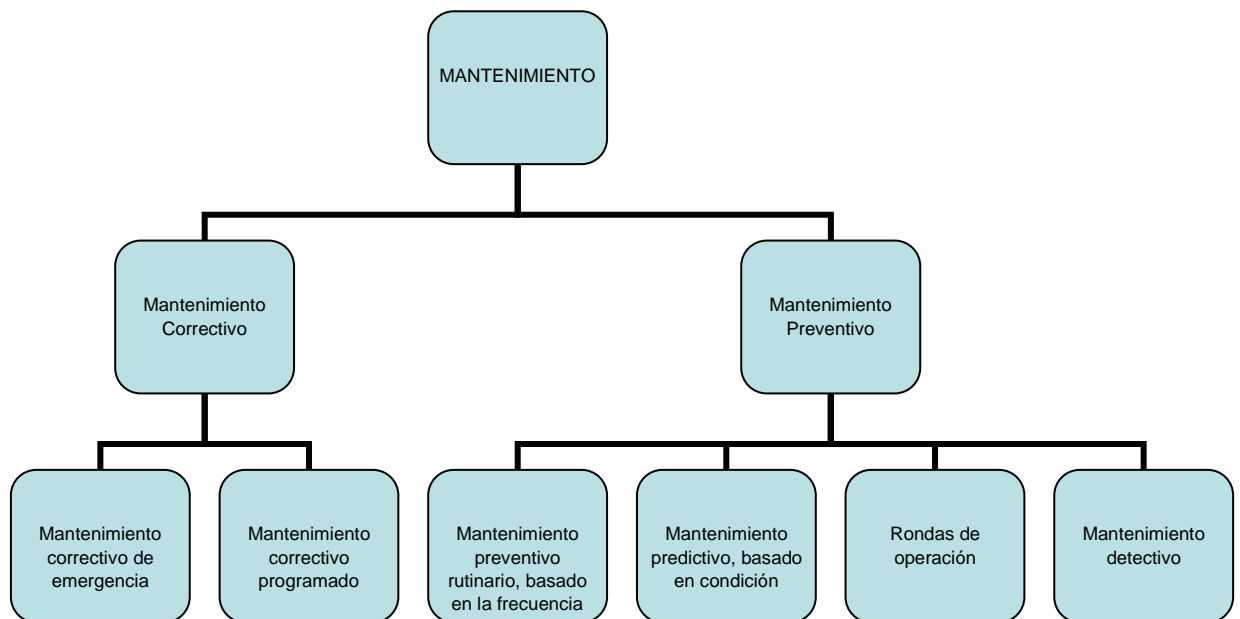 MANTENIMIENTO
Mantenimiento
Correctivo
Mantenimiento
Preventivo
Mantenimiento
correctivo de
emergencia
Mantenimiento
correctivo
programado
Mantenimiento
preventivo
rutinario, basado
en la frecuencia
Mantenimiento
predictivo, basado
en condición
Rondas de
operación
Mantenimiento
detectivo